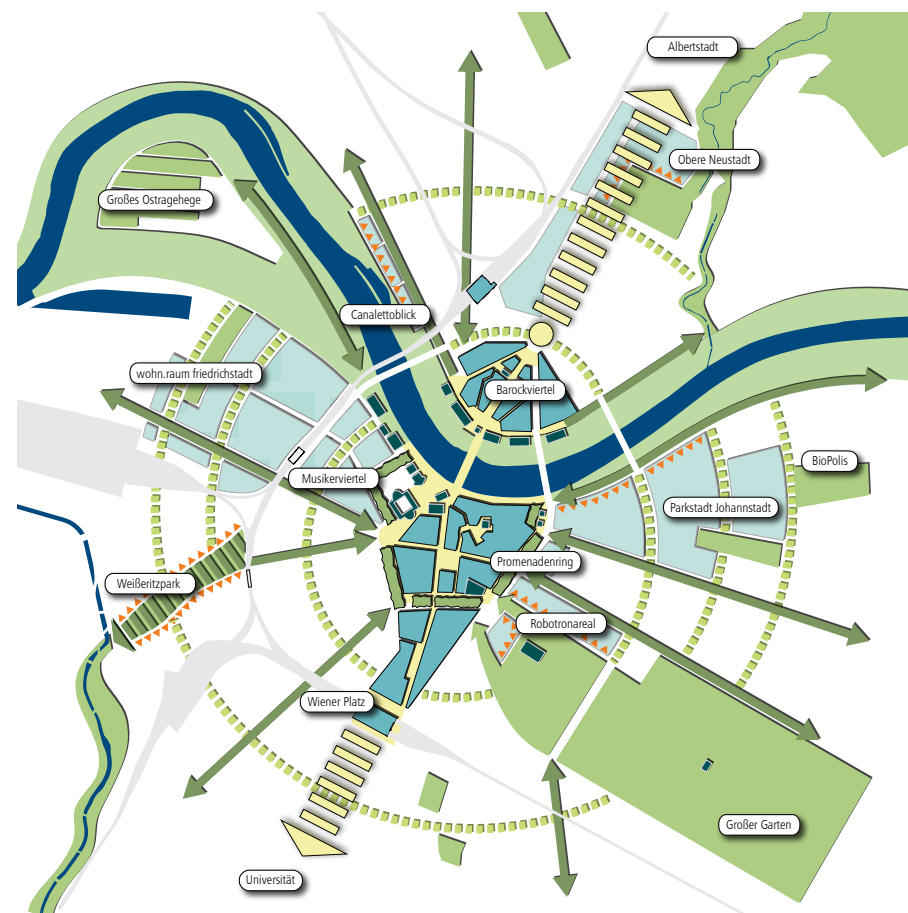 Albertstadt
Obere Neustadt
Großes Ostragehege
Canalettoblick
wohn.raum friedrichstadt
Barockviertel
BioPolis
Musikerviertel
Parkstadt Johannstadt
Promenadenring
Weißeritzpark
Robotronareal
Wiener Platz
Großer Garten
Universität